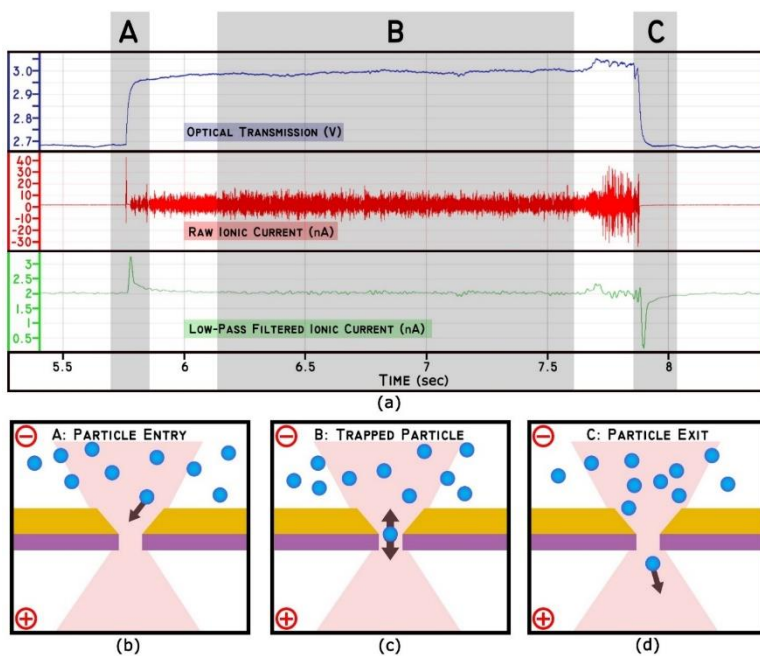 A B C
3.0
2.9
2.8
2.7
OPTICAL TRANSMISSION (V)
40
30
20
10
0
-10
-20
-30
RAW IONIC CURRENT (nA)
3
2.5
2
1.5
1
0.5
LOW-PASS FILTERED IONIC CURRENT (nA)
5.5 6 6.5 7 7.5 8
TIME (sec)
(a)
A: PARTICLE ENTRY
−
+
(b)
B: TRAPPED PARTICLE
−
+
(c)
C: PARTICLE EXIT
−
+
(d)